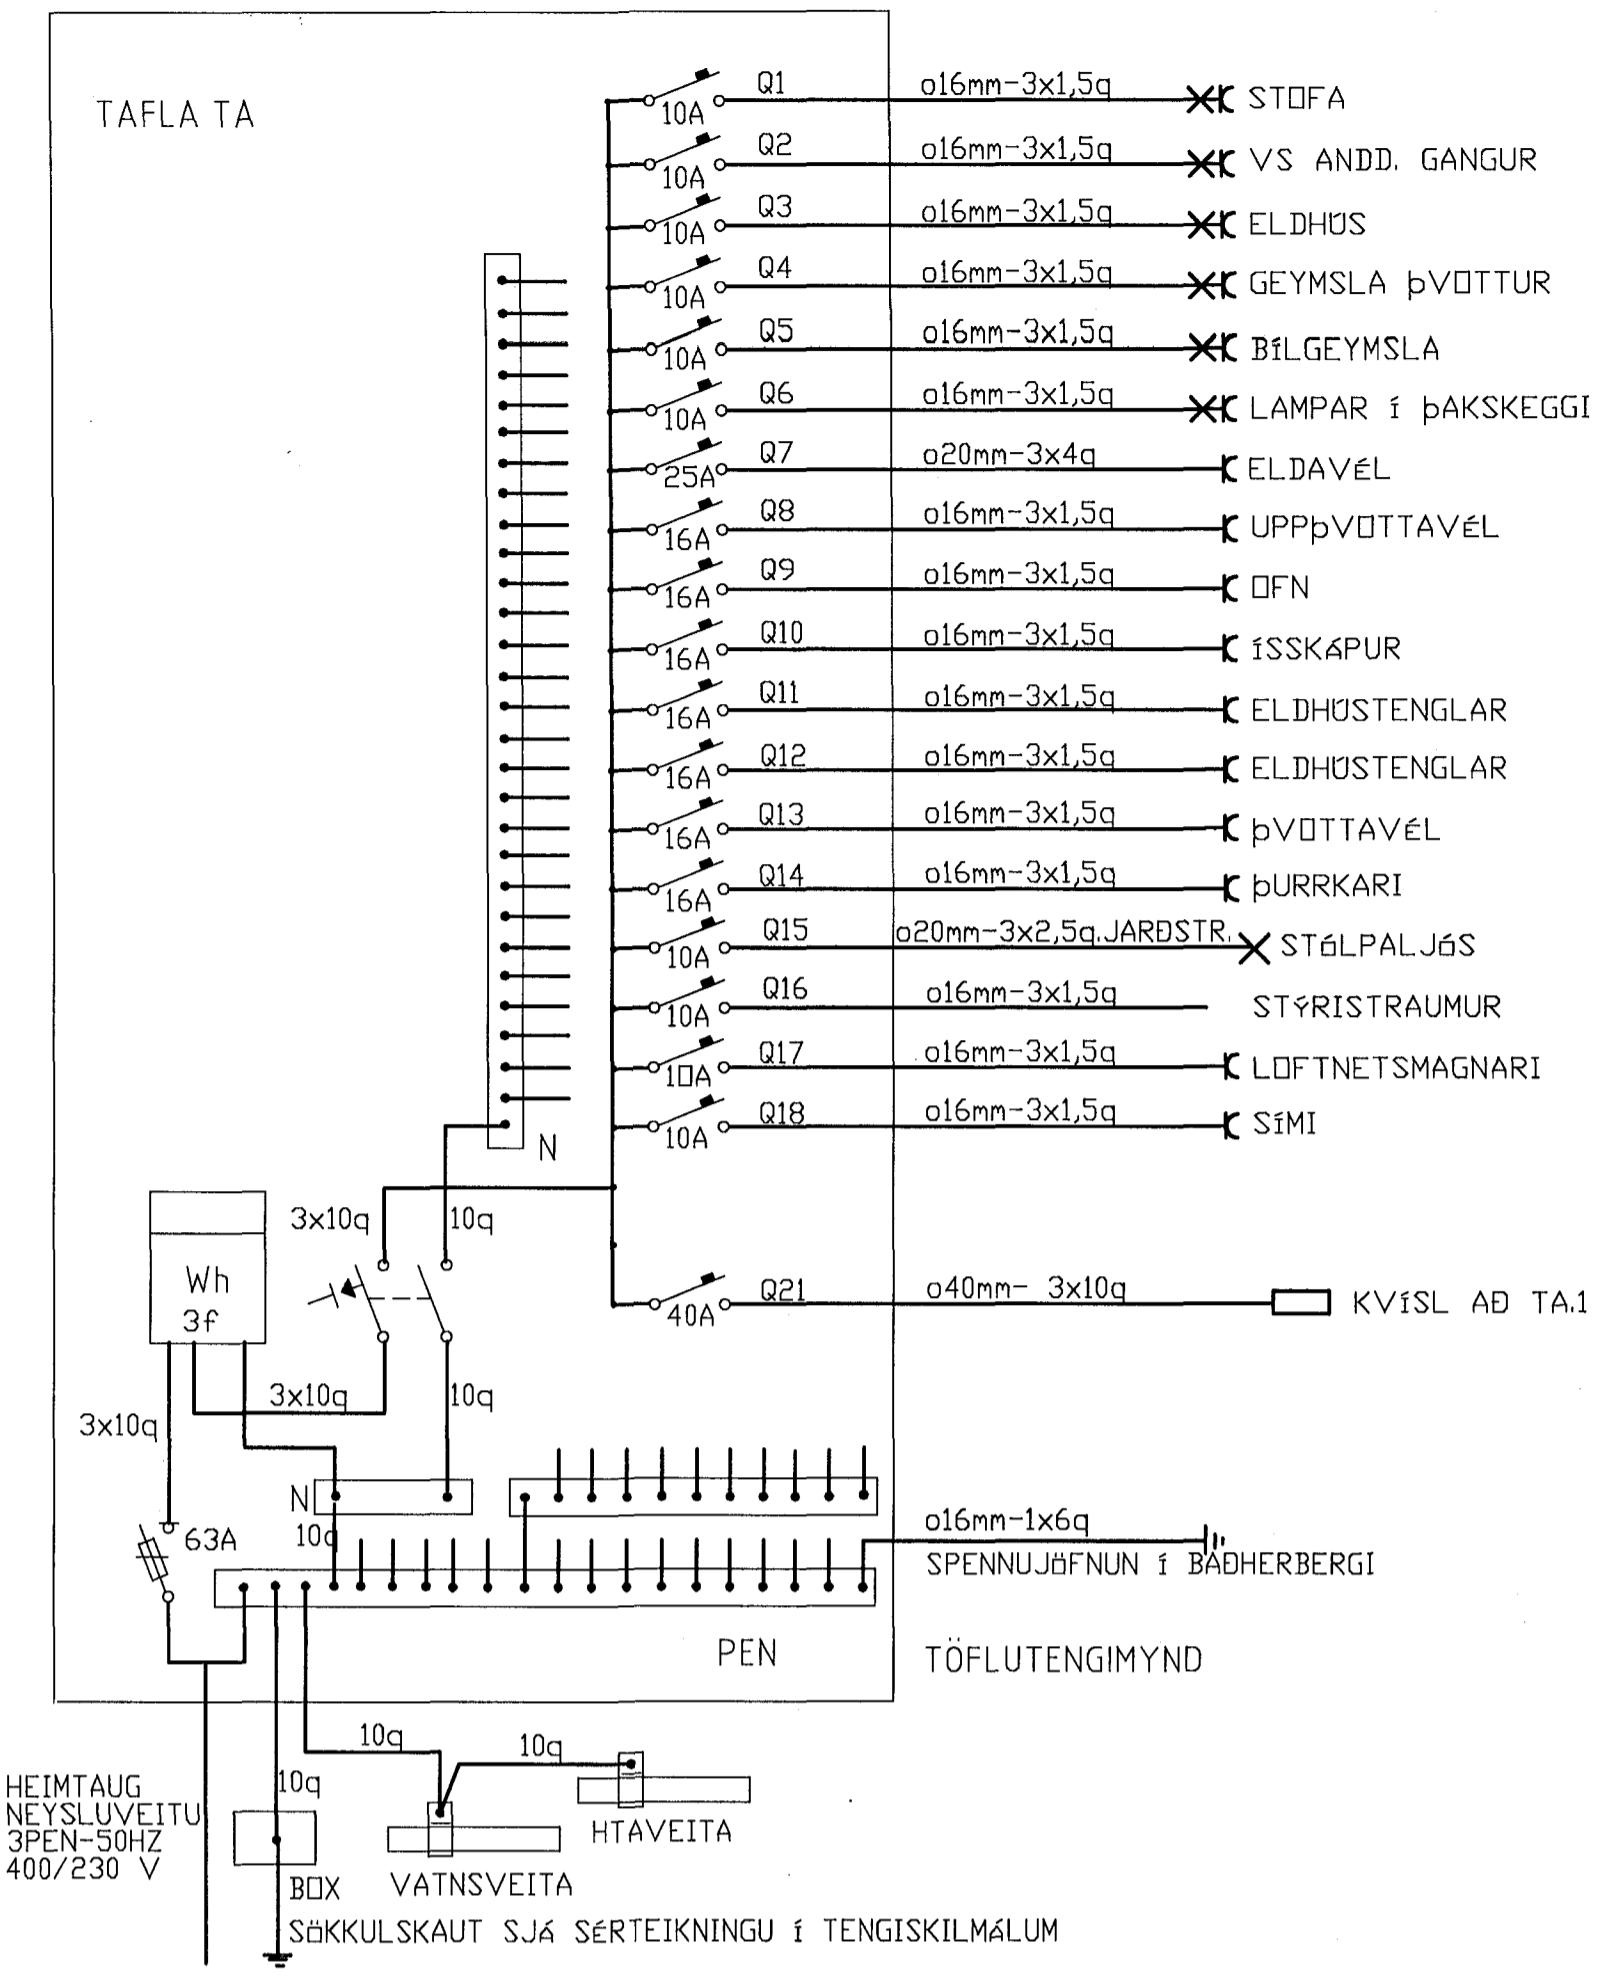 TAFLA TA
10A Q1 o16mm-3x1,5q STOFA
10A Q2 o16mm-3x1,5q VS ANDD. GANGUR
10A Q3 o16mm-3x1,5q ELDHÚS
10A Q4 o16mm-3x1,5q GEYMSLA ÞVOTTUR
10A Q5 o16mm-3x1,5q BÍLGEYMSLA
10A Q6 o16mm-3x1,5q LAMPAR Í ÞAKSKEGGI
25A Q7 o20mm-3x4q ELDAVÉL
16A Q8 o16mm-3x1,5q UPPÞVOTTAVÉL
16A Q9 o16mm-3x1,5q OFN
16A Q10 o16mm-3x1,5q ÍSSKÁPUR
16A Q11 o16mm-3x1,5q ELDHÚSTENGLAR
16A Q12 o16mm-3x1,5q ELDHÚSTENGLAR
16A Q13 o16mm-3x1,5q ÞVOTTAVÉL
16A Q14 o16mm-3x1,5q ÞURRKARI
10A Q15 o20mm-3x2,5q.JARÐSTR. STÓLPALJÓS
10A Q16 o16mm-3x1,5q STÝRISTRAUMUR
10A Q17 o16mm-3x1,5q LOFTNETSMAGNARI
10A Q18 o16mm-3x1,5q SÍMI
N
3x10q 10q
Wh
3f
40A Q21 o40mm- 3x10q KVÍSL AÐ TA.1
3x10q 10q
3x10q
N
10q
63A
o16mm-1x6q
SPENNUJÖFNUN Í BAÐHERBERGI
PEN
TÖFLUTENGIMYND
10q 10q
10q
HEIMTAUG
NEYSLUVEITU
3PEN-50HZ
400/230 V
HTAVEITA
BOX
VATNSVEITA
SÖKKULSKAUT SJÁ SÉRTEIKNINGU Í TENGISKILMÁLUM